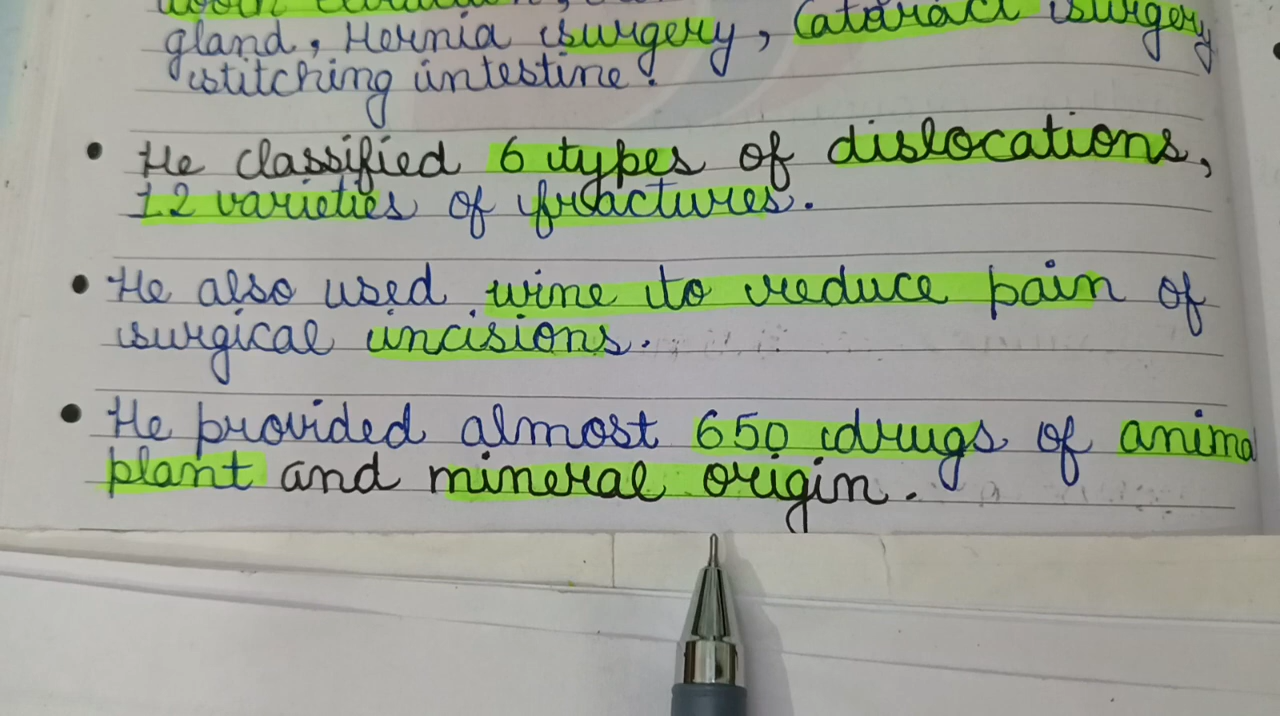 gland, Hernia surgery, Cataract surgery
stitching intestine.
• He classified 6 types of dislocations,
12 varieties of fractures.
• He also used wine to reduce pain of
surgical incisions.
• He provided almost 650 drugs of anima
plant and mineral origin.